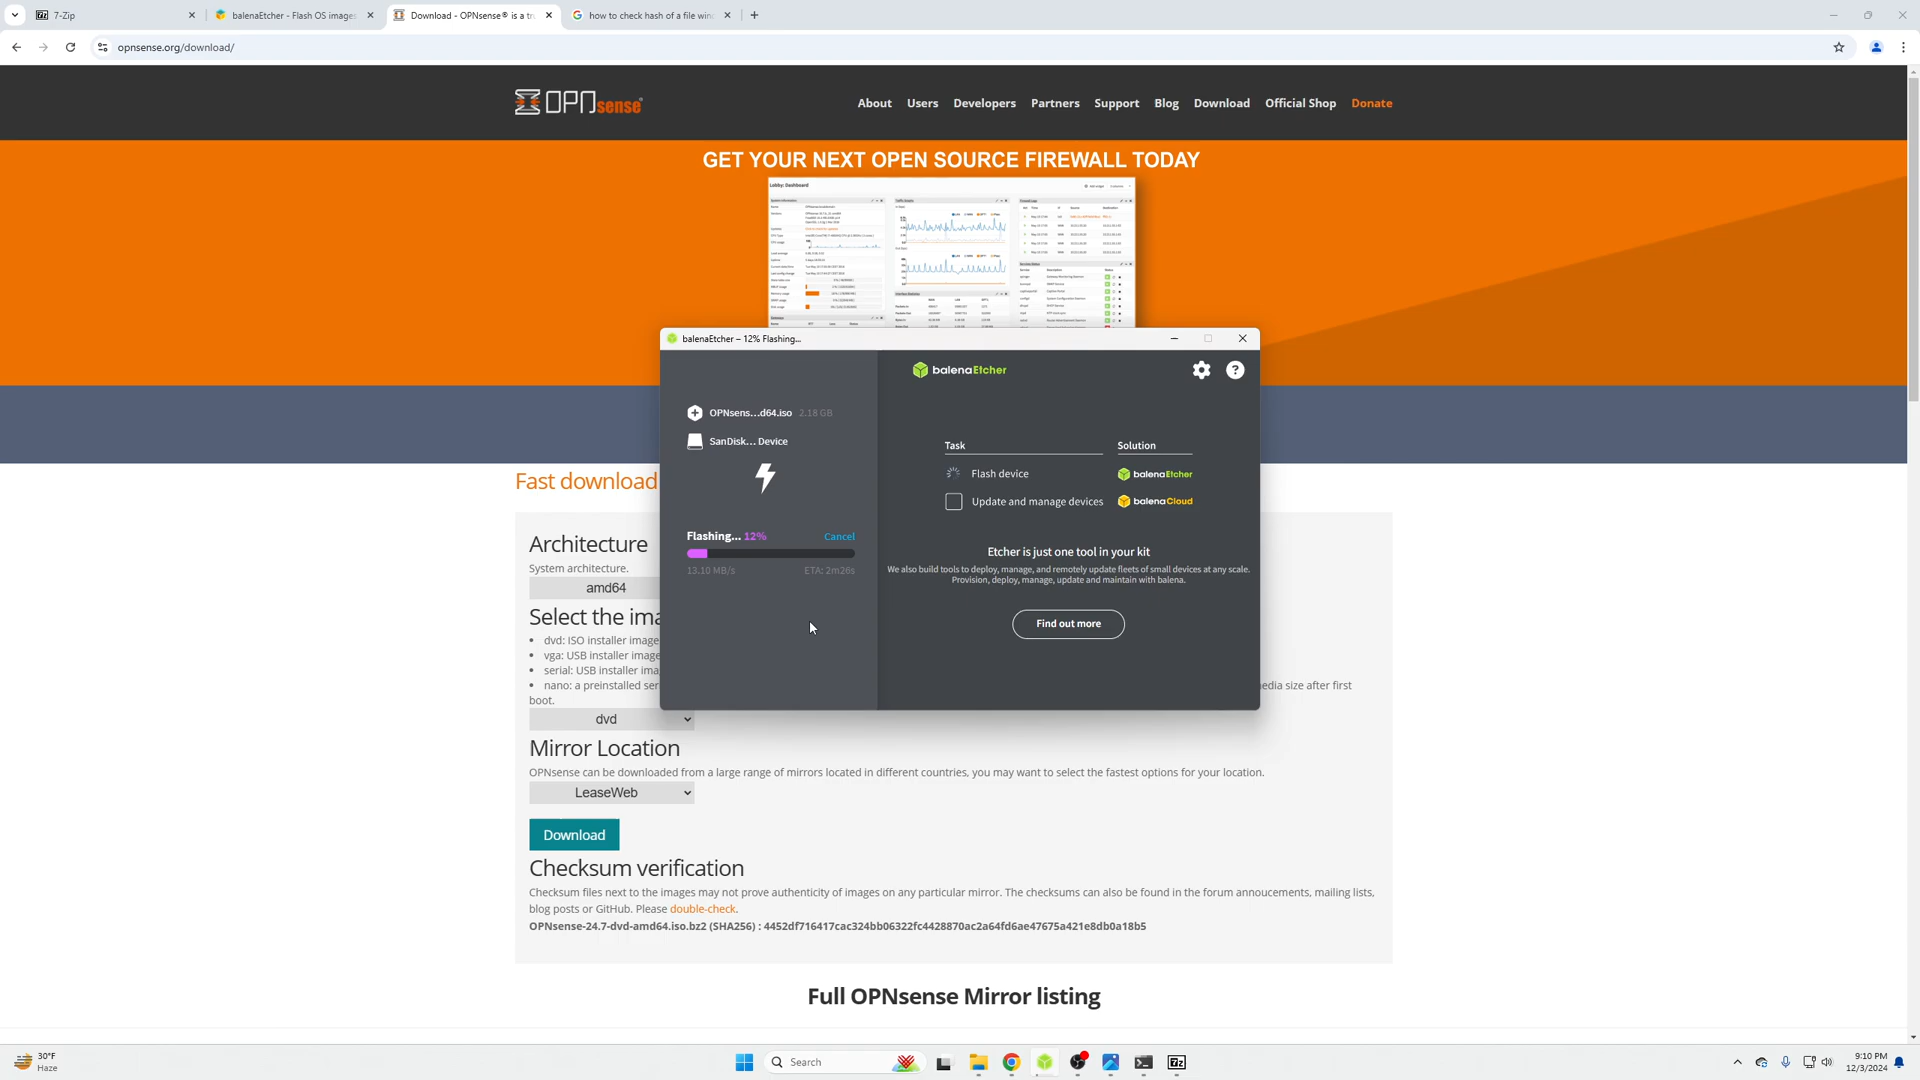 7-Zip
balenaEtcher - Flash OS images
Download - OPNsense® is a tru
how to check hash of a file wind
opnsense.org/download/
OPNsense
About Users Developers Partners Support Blog Download Official Shop Donate
GET YOUR NEXT OPEN SOURCE FIREWALL TODAY
Lobby: Dashboard
balenaEtcher – 12% Flashing...
balenaEtcher
OPNsens...d64.iso 2.18 GB
SanDisk... Device
Task Solution
Flash device balenaEtcher
Update and manage devices balenaCloud
Flashing... 12% Cancel
13.10 MB/s ETA: 2m26s
Etcher is just one tool in your kit
We also build tools to deploy, manage, and remotely update fleets of small devices at any scale.
Provision, deploy, manage, update and maintain with balena.
Find out more
Fast download
Architecture
System architecture.
amd64
Select the ima
dvd: ISO installer image
vga: USB installer image
serial: USB installer ima
nano: a preinstalled ser edia size after first
boot.
dvd
Mirror Location
OPNsense can be downloaded from a large range of mirrors located in different countries, you may want to select the fastest options for your location.
LeaseWeb
Download
Checksum verification
Checksum files next to the images may not prove authenticity of images on any particular mirror. The checksums can also be found in the forum annoucements, mailing lists,
blog posts or GitHub. Please double-check.
OPNsense-24.7-dvd-amd64.iso.bz2 (SHA256) : 4452df716417cac324bb06322fc4428870ac2a64fd6ae47675a421e8db0a18b5
Full OPNsense Mirror listing
30°F
Haze
Search
9:10 PM
12/3/2024